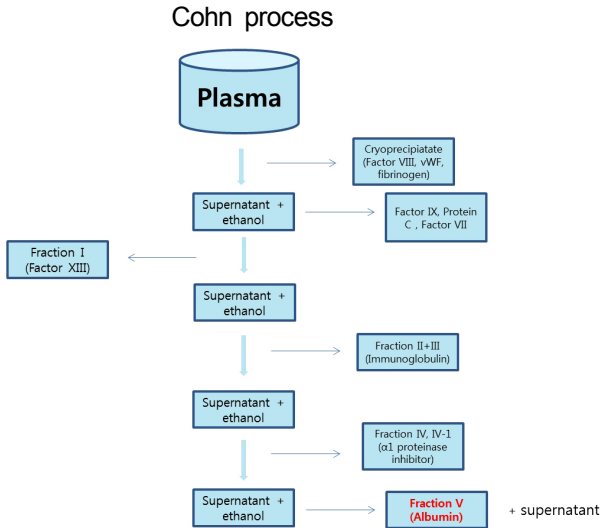 Cohn process
Plasma
Cryoprecipiatate
(Factor VIII, vWF,
fibrinogen)
Supernatant +
ethanol
Factor IX, Protein
C , Factor VII
Fraction I
(Factor XIII)
Supernatant +
ethanol
Fraction II+III
(Immunoglobulin)
Supernatant +
ethanol
Fraction IV, IV-1
(α1 proteinase
inhibitor)
Supernatant +
ethanol
Fraction V
(Albumin)
+ supernatant